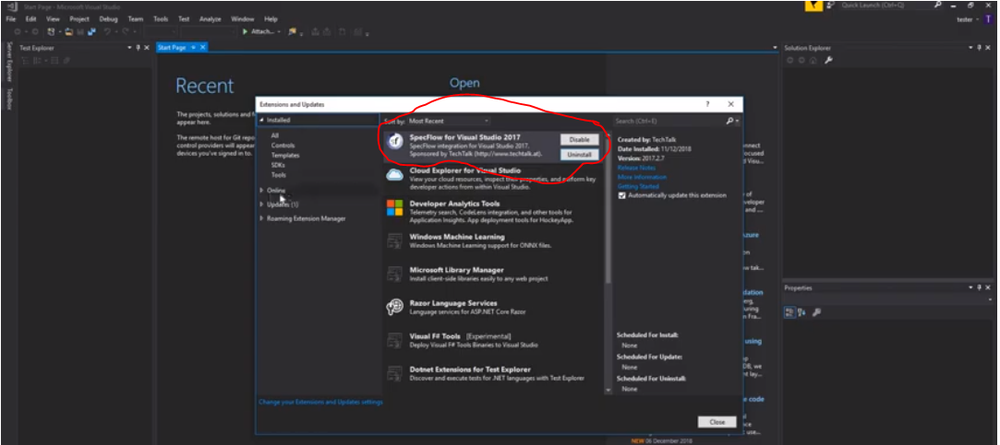 Start Page - Microsoft Visual Studio
Quick Launch (Ctrl+Q)
File Edit View Project Debug Team Tools Test Analyze Window Help
tester T
Attach...
Server Explorer
Toolbox
Test Explorer
Start Page
Solution Explorer
Recent
Open
The projects, solutions and
appear here.
The remote host for Git repo
control providers will appear
devices you've signed in to.
Extensions and Updates
? X
Installed
All
Controls
Templates
SDKs
Tools
Online
Updates (1)
Roaming Extension Manager
Change your Extensions and Updates settings
Sort by: Most Recent
SpecFlow for Visual Studio 2017
SpecFlow integration for Visual Studio 2017.
Sponsored by TechTalk (http://www.techtalk.at).
Disable
Uninstall
Cloud Explorer for Visual Studio
View your cloud resources, inspect their properties, and perform key
developer actions from within Visual Studio.
Developer Analytics Tools
Telemetry search, CodeLens integration, and other tools for
Application Insights. App deployment tools for HockeyApp.
Windows Machine Learning
Windows Machine Learning support for ONNX files.
Microsoft Library Manager
Install client-side libraries easily to any web project
Razor Language Services
Language services for ASP.NET Core Razor
Visual F# Tools [Experimental]
Deploy Visual F# Tools Binaries to Visual Studio
Dotnet Extensions for Test Explorer
Discover and execute tests for .NET languages with Test Explorer
Search (Ctrl+E)
Created by: TechTalk
Date Installed: 11/12/2018
Version: 2017.2.7
Release Notes
More Information
Getting Started
Automatically update this extension
Scheduled For Install:
None
Scheduled For Update:
None
Scheduled For Uninstall:
None
Close
NEW 06 December 2018
Properties